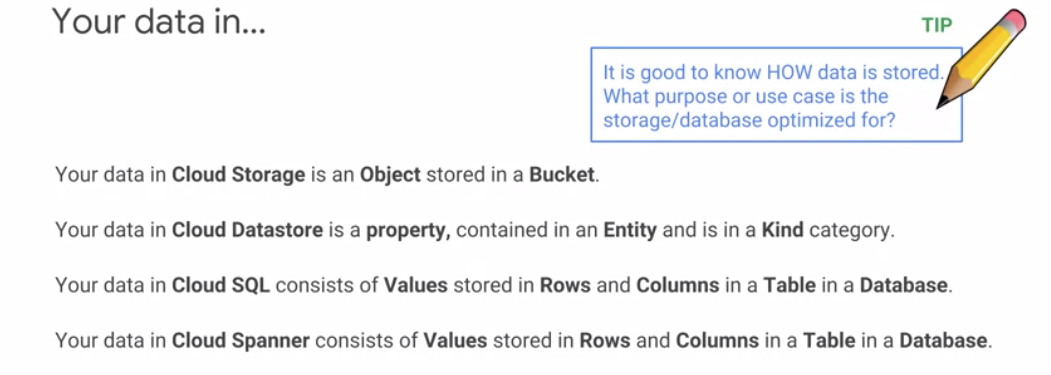 Your data in...
TIP
It is good to know HOW data is stored.
What purpose or use case is the
storage/database optimized for?
Your data in Cloud Storage is an Object stored in a Bucket.
Your data in Cloud Datastore is a property, contained in an Entity and is in a Kind category.
Your data in Cloud SQL consists of Values stored in Rows and Columns in a Table in a Database.
Your data in Cloud Spanner consists of Values stored in Rows and Columns in a Table in a Database.